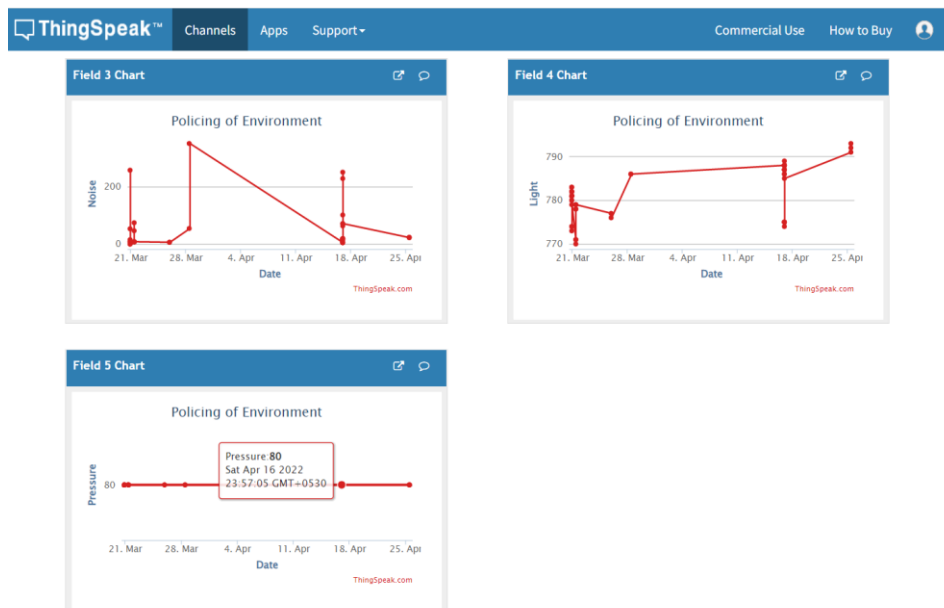 ThingSpeak™ Channels Apps Support Commercial Use How to Buy
Field 3 Chart
Policing of Environment
Noise
200
0
21. Mar 28. Mar 4. Apr 11. Apr 18. Apr 25. Apr
Date
ThingSpeak.com
Field 4 Chart
Policing of Environment
Light
790
780
770
21. Mar 28. Mar 4. Apr 11. Apr 18. Apr 25. Apr
Date
ThingSpeak.com
Field 5 Chart
Policing of Environment
Pressure
80
Pressure:80
Sat Apr 16 2022
23:57:05 GMT+0530
21. Mar 28. Mar 4. Apr 11. Apr 18. Apr 25. Apr
Date
ThingSpeak.com